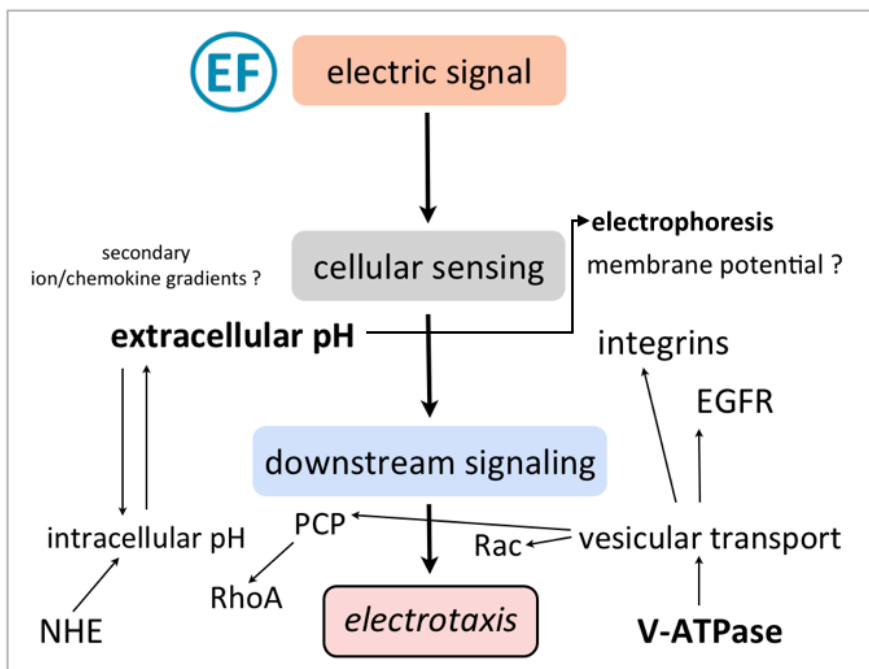 EF
electric signal
electrophoresis
secondary
ion/chemokine gradients ?
cellular sensing
membrane potential ?
extracellular pH
integrins
EGFR
downstream signaling
intracellular pH
PCP
Rac
vesicular transport
RhoA
electrotaxis
NHE
V-ATPase